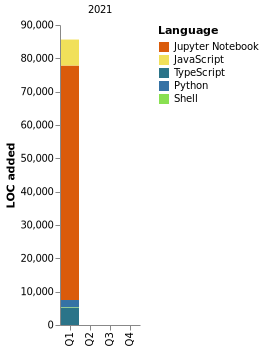 2021
Language
Jupyter Notebook
JavaScript
TypeScript
Python
Shell
LOC added
90,000
80,000
70,000
60,000
50,000
40,000
30,000
20,000
10,000
0
Q1
Q2
Q3
Q4